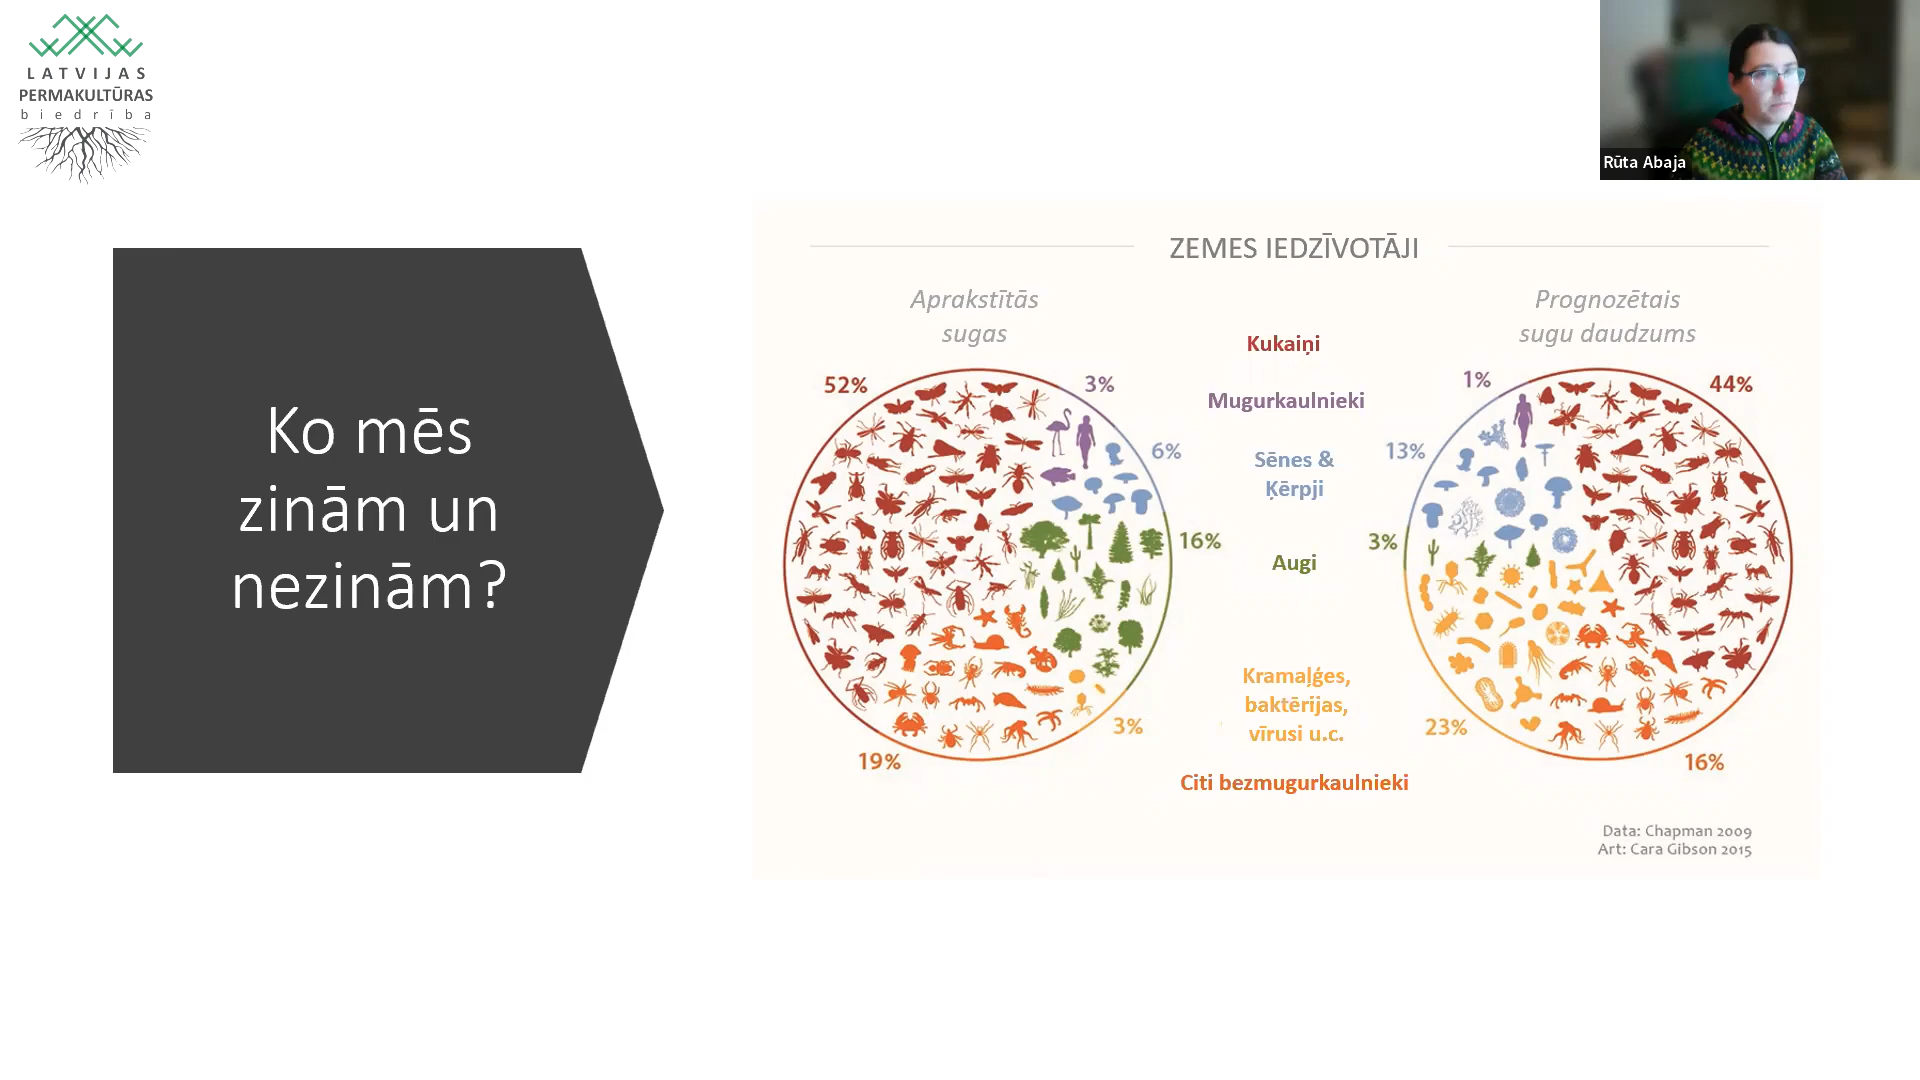 LATVIJAS
PERMAKULTŪRAS
biedrība
Rūta Abaja
Ko mēs
zinām un
nezinām?
ZEMES IEDZĪVOTĀJI
Aprakstītās
sugas
Prognozētais
sugu daudzums
Kukaiņi
Mugurkaulnieki
Sēnes &
Ķērpji
Augi
Kramaļģes,
baktērijas,
vīrusi u.c.
Citi bezmugurkaulnieki
52%
3%
6%
16%
3%
19%
1%
44%
13%
3%
23%
16%
Data: Chapman 2009
Art: Cara Gibson 2015